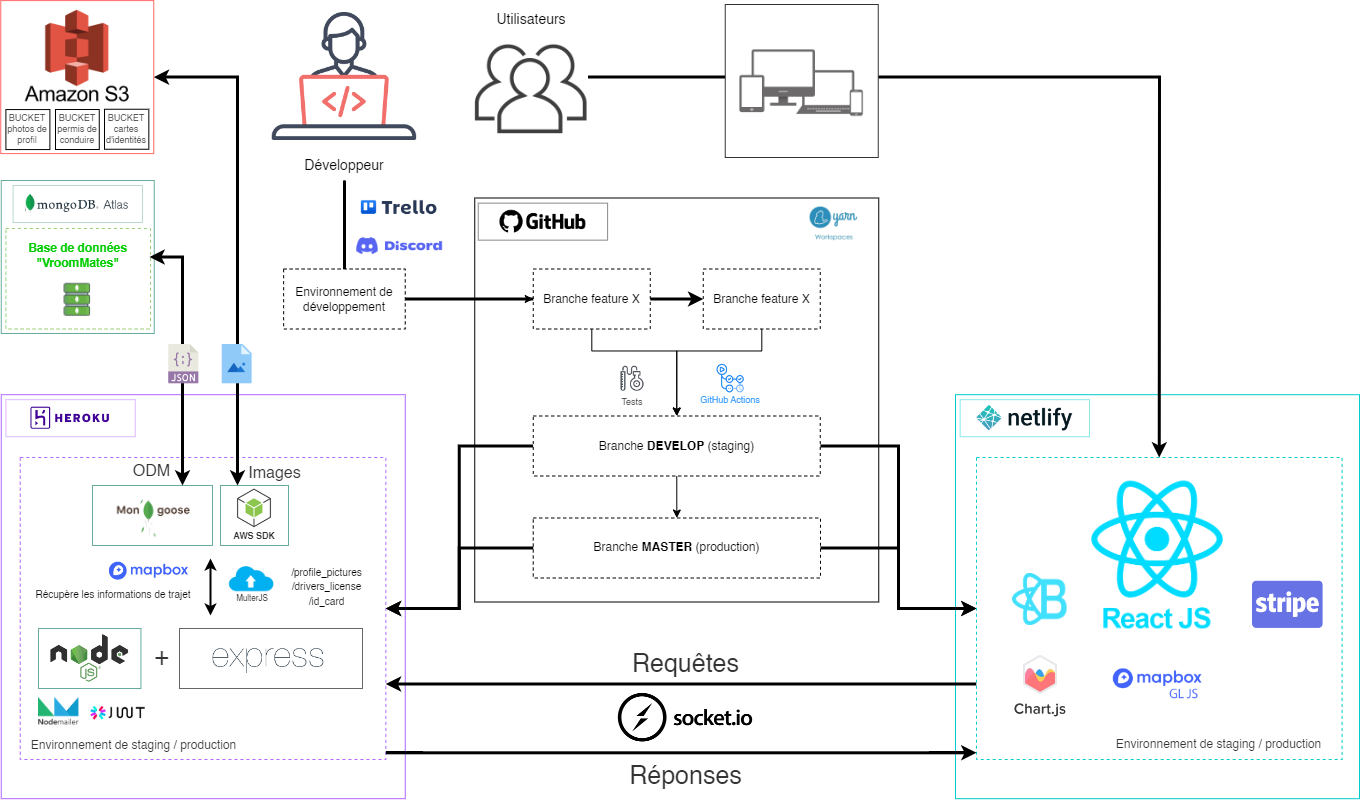 Amazon S3
BUCKET
photos de
profil
BUCKET
permis de
conduire
BUCKET
cartes
d'identités
Développeur
Utilisateurs
mongoDB. Atlas
Base de données
"VroomMates"
Trello
Discord
Environnement de
développement
GitHub
yarn
Workspaces
Branche feature X
Branche feature X
Tests
GitHub Actions
Branche DEVELOP (staging)
Branche MASTER (production)
{;}
JSON
HEROKU
ODM
Images
Mon goose
AWS SDK
mapbox
Récupère les informations de trajet
MulterJS
/profile_pictures
/drivers_license
/id_card
node
JS
+
express
Nodemailer
JWT
Environnement de staging / production
Requêtes
socket.io
Réponses
netlify
React JS
B
stripe
Chart.js
mapbox
GL JS
Environnement de staging / production